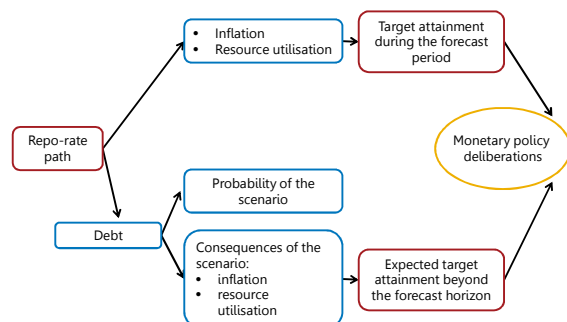 • Inflation
• Resource utilisation
Target attainment
during the forecast
period
Repo-rate
path
Monetary policy
deliberations
Probability of the
scenario
Debt
Consequences of the
scenario:
• inflation
• resource
utilisation
Expected target
attainment beyond
the forecast horizon